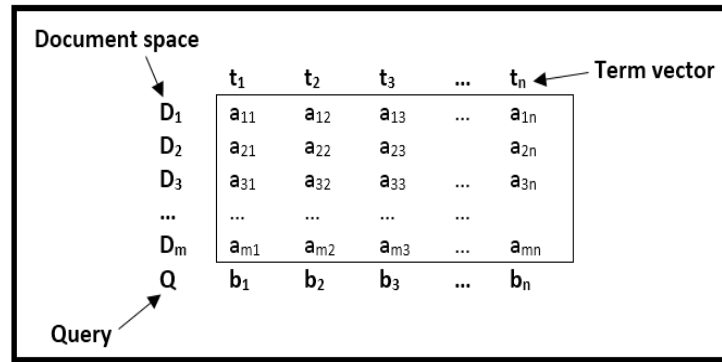 Document space
t₁ t₂ t₃ ... tₙ Term vector
D₁ a₁₁ a₁₂ a₁₃ ... a₁ₙ
D₂ a₂₁ a₂₂ a₂₃ a₂ₙ
D₃ a₃₁ a₃₂ a₃₃ ... a₃ₙ
... ... ... ... ...
Dₘ aₘ₁ aₘ₂ aₘ₃ ... aₘₙ
Q b₁ b₂ b₃ ... bₙ
Query